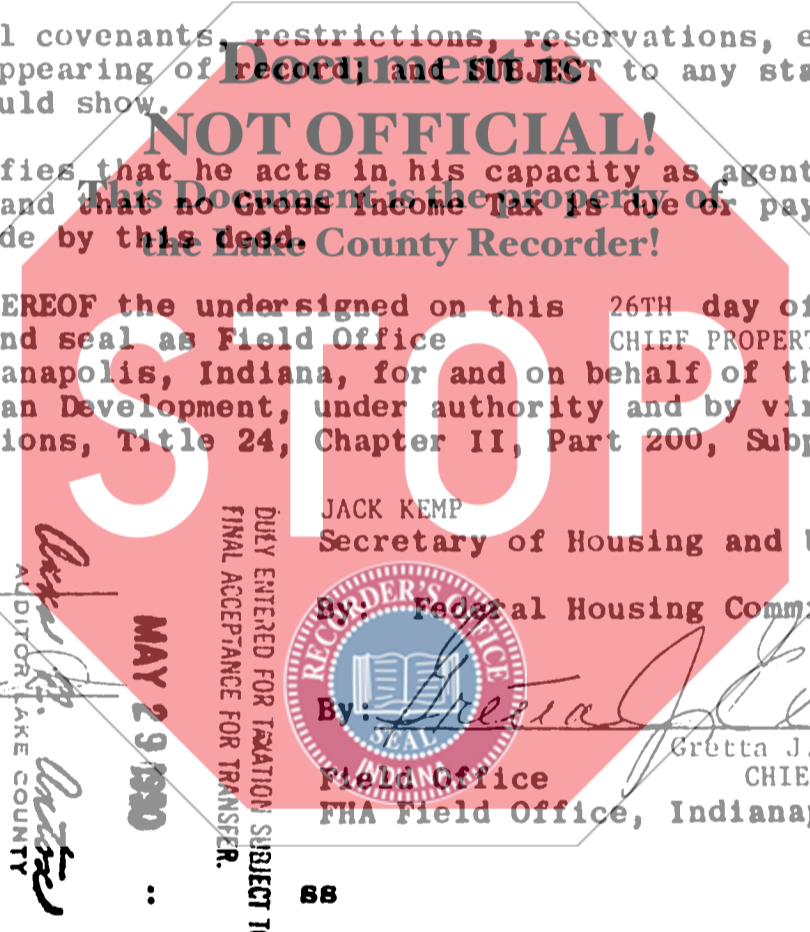 l covenants, restrictions, reservations, e
ppearing of record; and SUBJECT to any sta
uld show.
fies that he acts in his capacity as agent
and that no Gross Income Tax is due or pay
de by this deed.
EREOF the undersigned on this 26TH day of
nd seal as Field Office CHIEF PROPERT
anapolis, Indiana, for and on behalf of th
an Development, under authority and by vi
ions, Title 24, Chapter II, Part 200, Subp
JACK KEMP
Secretary of Housing and
By: Federal Housing Comm
By:
Gretta J.
Field Office CHIE
FHA Field Office, Indianap
SS
Document is
NOT OFFICIAL!
This Document is the property of
the Lake County Recorder!
STOP
RECORDER'S OFFICE
SEAL
INDIANA
DULY ENTERED FOR TAXATION SUBJECT TO
FINAL ACCEPTANCE FOR TRANSFER.
MAY 29 1990
AUDITOR LAKE COUNTY